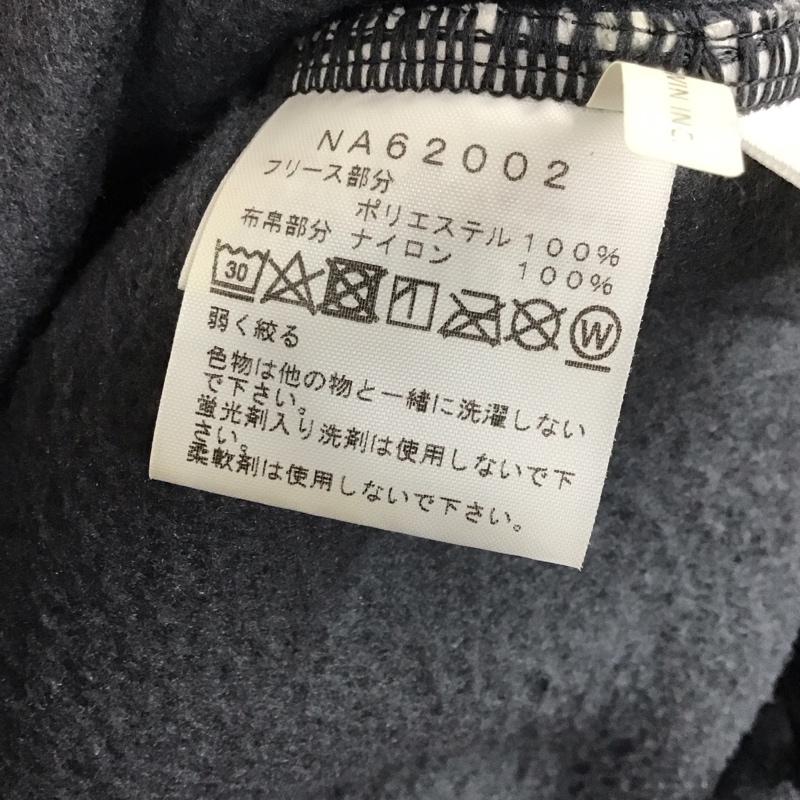 NA62002
フリース部分
ポリエステル 100%
布帛部分 ナイロン 100%
30
W
弱く絞る
色物は他の物と一緒に洗濯しない
で下さい。
蛍光剤入り洗剤は使用しないで下
さい。
柔軟剤は使用しないで下さい。